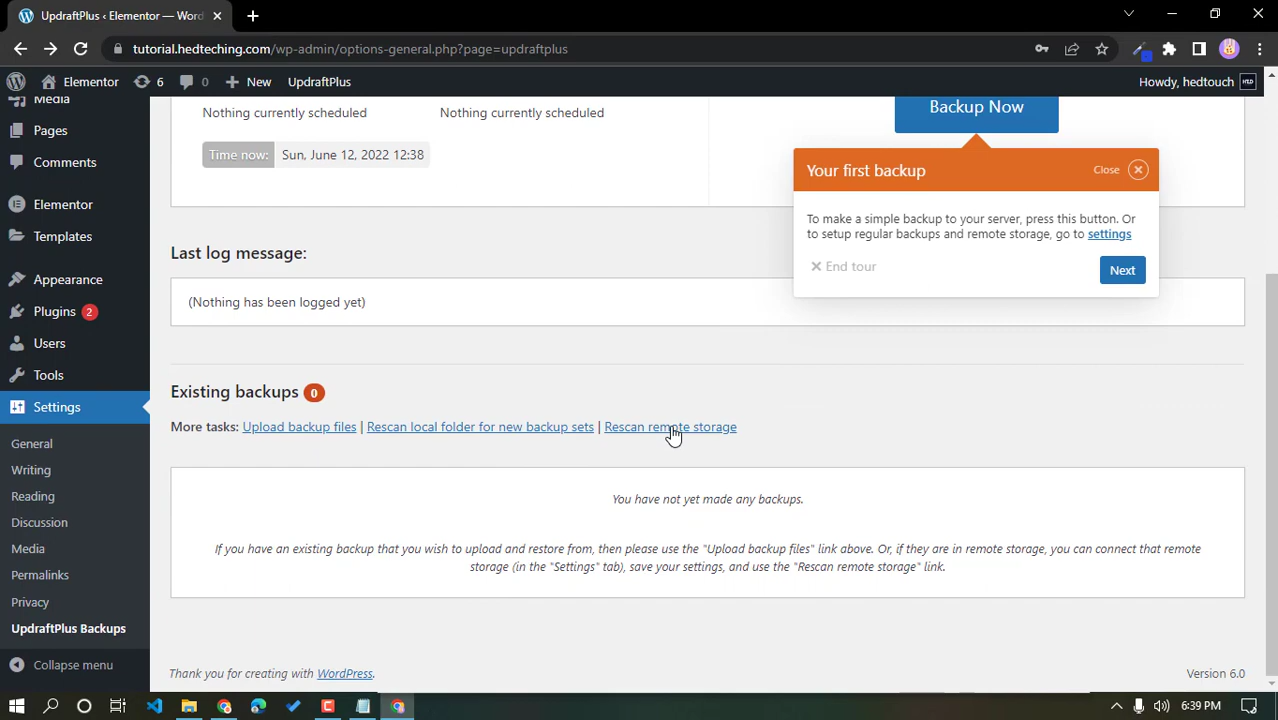 UpdraftPlus ‹ Elementor — Word
tutorial.hedteching.com/wp-admin/options-general.php?page=updraftplus
Elementor 6 0 New UpdraftPlus Howdy, hedtouch
Media
Pages
Comments
Elementor
Templates
Appearance
Plugins 2
Users
Tools
Settings
General
Writing
Reading
Discussion
Media
Permalinks
Privacy
UpdraftPlus Backups
Collapse menu
Nothing currently scheduled Nothing currently scheduled
Time now: Sun, June 12, 2022 12:38
Backup Now
Your first backup Close
To make a simple backup to your server, press this button. Or
to setup regular backups and remote storage, go to settings
End tour Next
Last log message:
(Nothing has been logged yet)
Existing backups 0
More tasks: Upload backup files | Rescan local folder for new backup sets | Rescan remote storage
You have not yet made any backups.
If you have an existing backup that you wish to upload and restore from, then please use the "Upload backup files" link above. Or, if they are in remote storage, you can connect that remote
storage (in the "Settings" tab), save your settings, and use the "Rescan remote storage" link.
Thank you for creating with WordPress. Version 6.0
6:39 PM